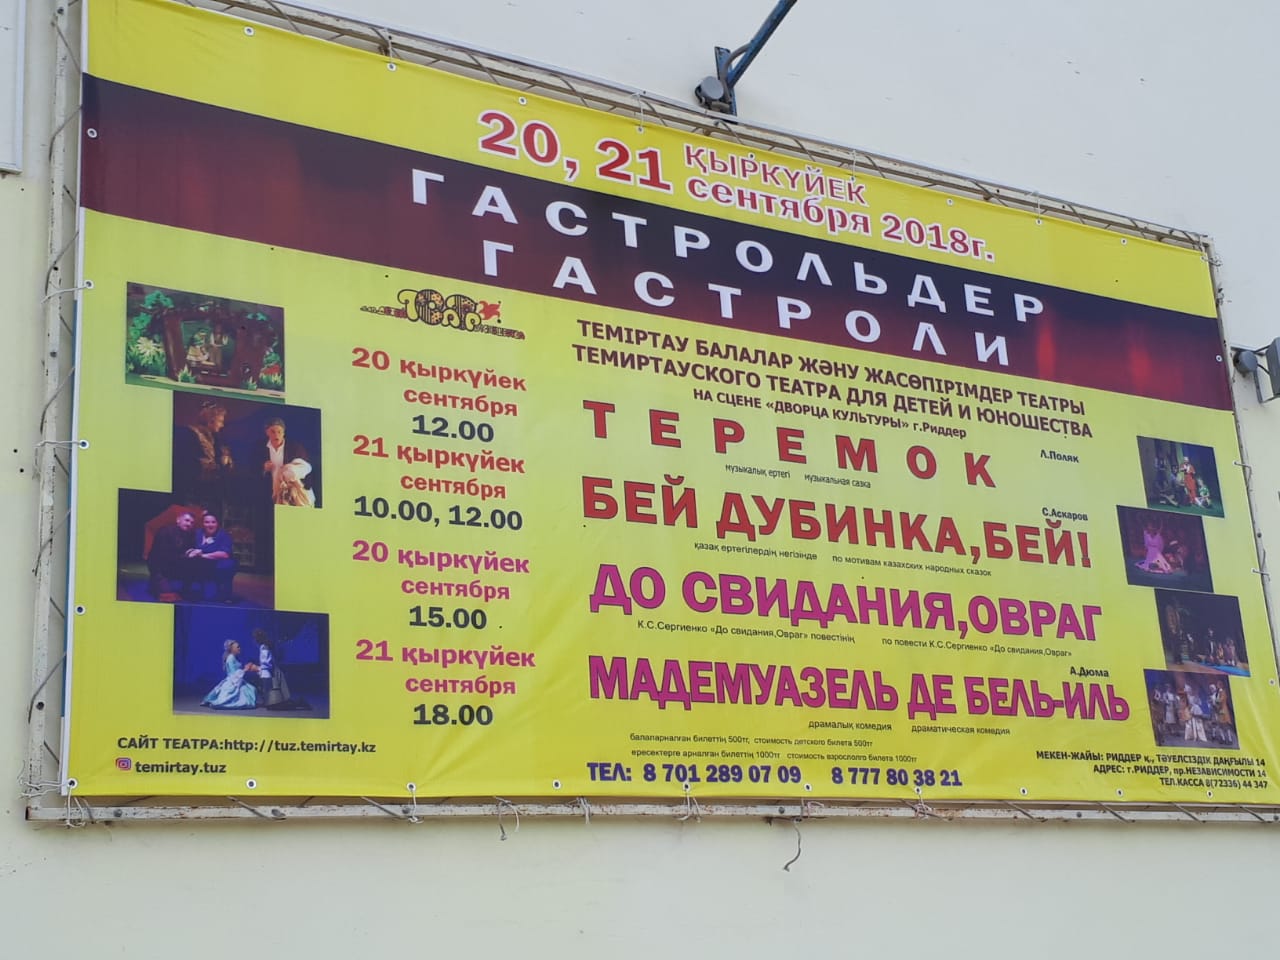 20, 21 ҚЫРКҮЙЕК
сентября 2018г.
ГАСТРОЛЬДЕР
ГАСТРОЛИ
ТЕМІРТАУ БАЛАЛАР ЖӘНУ ЖАСӨПІРІМДЕР ТЕАТРЫ
ТЕМИРТАУСКОГО ТЕАТРА ДЛЯ ДЕТЕЙ И ЮНОШЕСТВА
НА СЦЕНЕ «ДВОРЦА КУЛЬТУРЫ» г.Риддер
20 қыркүйек
сентября
12.00
Л.Поляк
ТЕРЕМОК
музыкалық ертегі музыкальная сазка
21 қыркүйек
сентября
10.00, 12.00
С.Аскаров
БЕЙ ДУБИНКА,БЕЙ!
қазақ ертегілердің негізінде по мотивам казахских народных сказок
20 қыркүйек
сентября
15.00
ДО СВИДАНИЯ,ОВРАГ
К.С.Сергиенко «До свидания,Овраг» повестінің по повести К.С.Сергиенко «До свидания,Овраг»
21 қыркүйек
сентября
18.00
А.Дюма
МАДЕМУАЗЕЛЬ ДЕ БЕЛЬ-ИЛЬ
драмалық комедия драматическая комедия
балаларналған билеттің 500тг, стоимость детского билета 500тг
ересектерге арналған билеттің 1000тг стоимость взрослолго билета 1000тг
ТЕЛ: 8 701 289 07 09 8 777 80 38 21
САЙТ ТЕАТРА:http://tuz.temirtay.kz
temirtay.tuz
МЕКЕН-ЖАЙЫ: РИДДЕР қ., ТӘУЕЛСІЗДІК ДАҢҒЫЛЫ 14
АДРЕС: г.РИДДЕР, пр.НЕЗАВИСИМОСТИ 14
ТЕЛ.КАССА 8(72336) 44 347